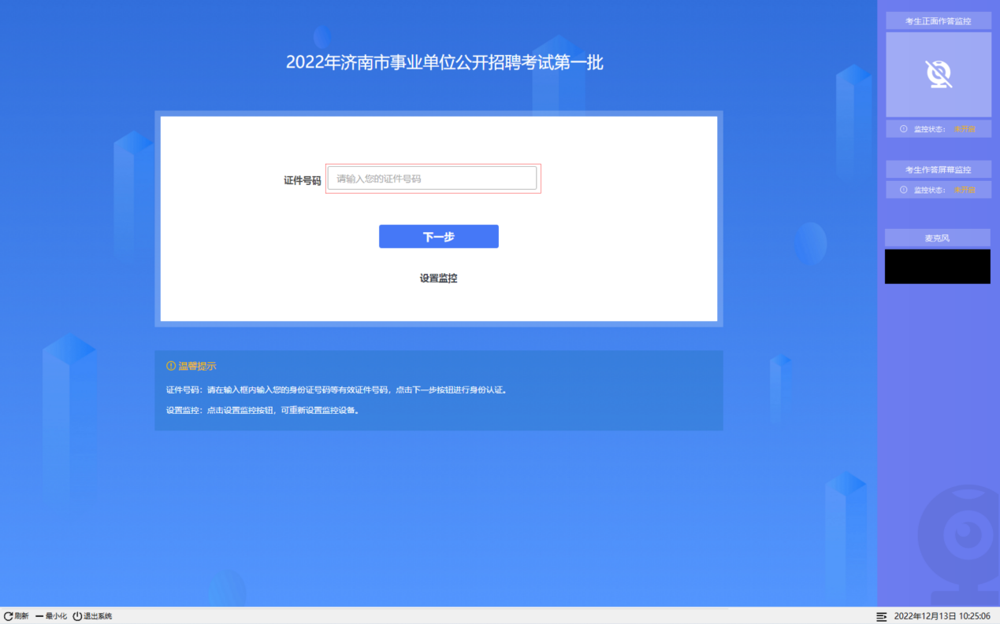 2022年济南市事业单位公开招聘考试第一批
证件号码 请输入您的证件号码
下一步
设置监控
温馨提示
证件号码：请在输入框内输入您的身份证号码等有效证件号码，点击下一步按钮进行身份认证。
设置监控：点击设置监控按钮，可重新设置监控设备。
考生正面作答监控
监控状态： 未开启
考生作答屏幕监控
监控状态： 未开启
麦克风
刷新 最小化 退出系统
2022年12月13日 10:25:06